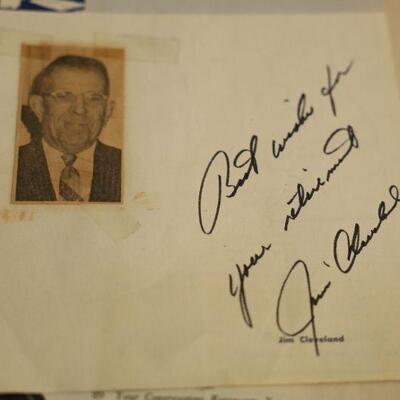 Best wishes for
your retirement
Jim Cleveland
Jim Cleveland